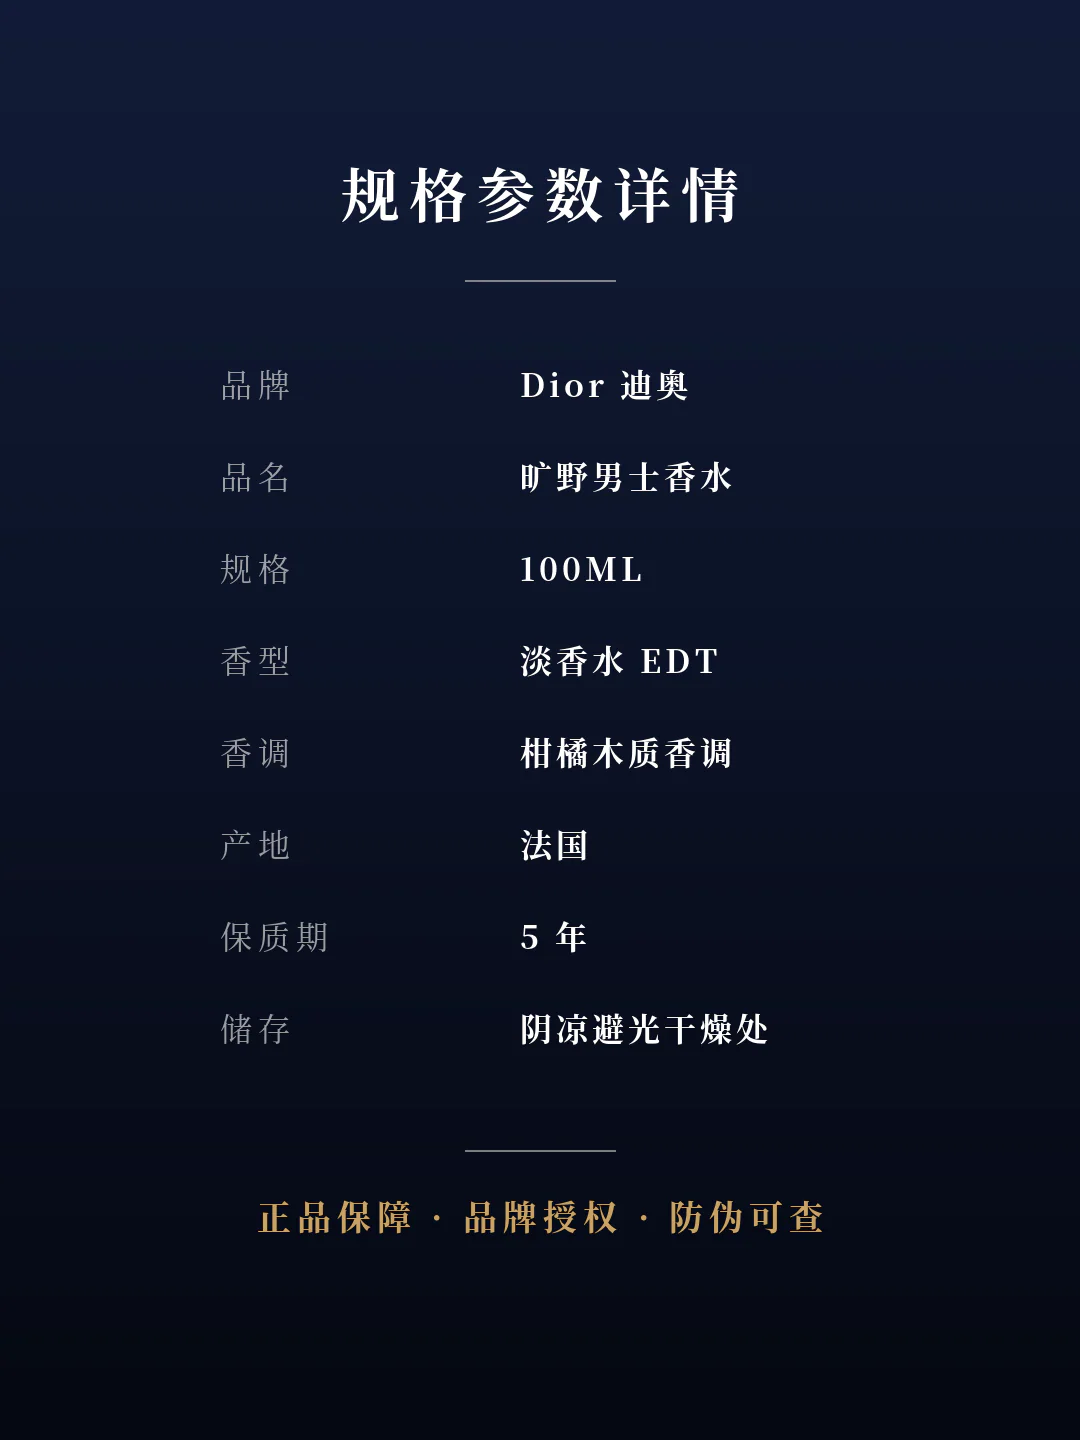 规格参数详情
品牌 Dior 迪奥
品名 旷野男士香水
规格 100ML
香型 淡香水 EDT
香调 柑橘木质香调
产地 法国
保质期 5 年
储存 阴凉避光干燥处
正品保障 · 品牌授权 · 防伪可查